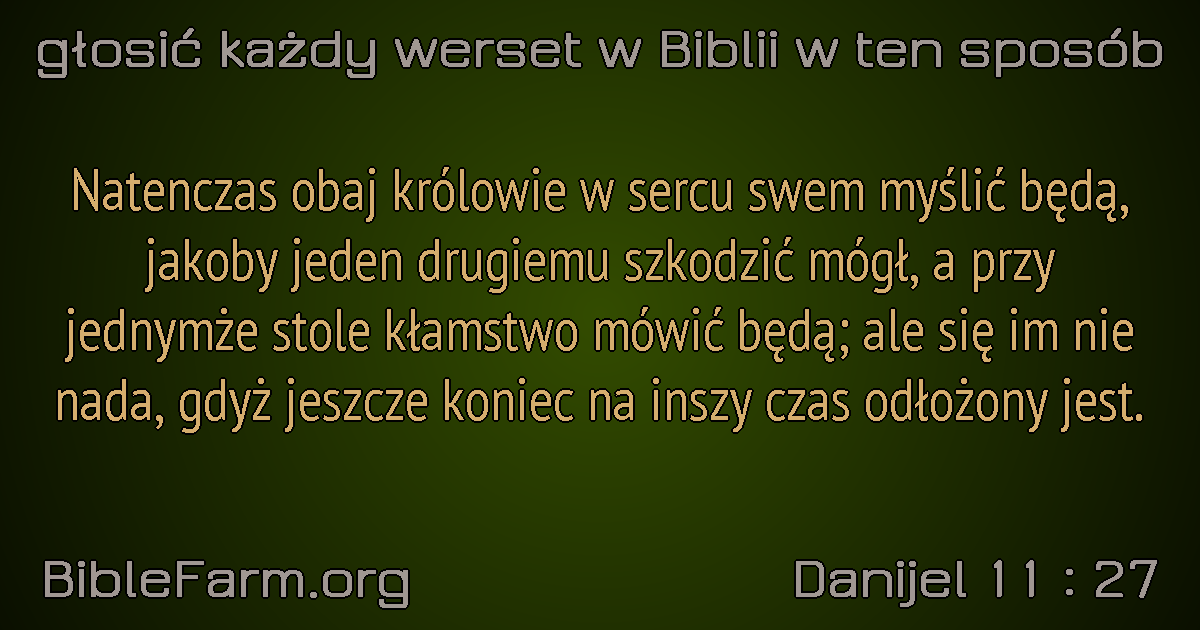 głosić każdy werset w Biblii w ten sposób
Natenczas obaj królowie w sercu swem myślić będą,
jakoby jeden drugiemu szkodzić mógł, a przy
jednymże stole kłamstwo mówić będą; ale się im nie
nada, gdyż jeszcze koniec na inszy czas odłożony jest.
BibleFarm.org
Danijel 11 : 27